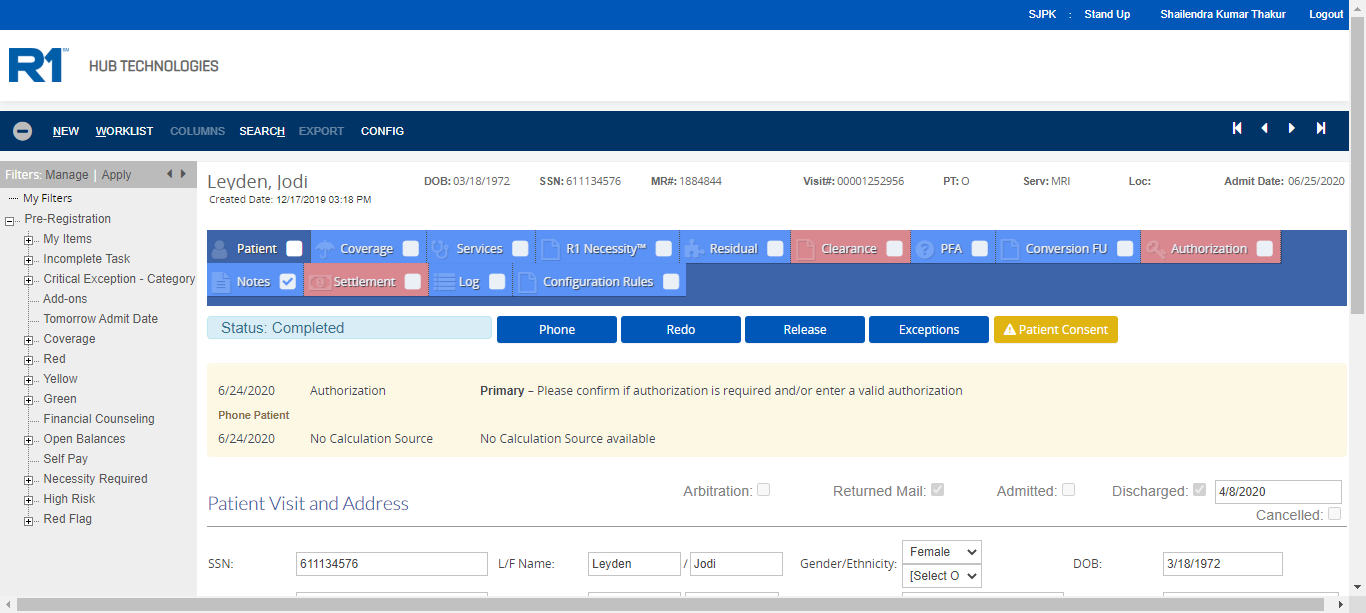 SJPK : Stand Up Shailendra Kumar Thakur Logout
R1 HUB TECHNOLOGIES
NEW WORKLIST COLUMNS SEARCH EXPORT CONFIG
Filters: Manage | Apply
My Filters
Pre-Registration
My Items
Incomplete Task
Critical Exception - Category
Add-ons
Tomorrow Admit Date
Coverage
Red
Yellow
Green
Financial Counseling
Open Balances
Self Pay
Necessity Required
High Risk
Red Flag
Leyden, Jodi DOB: 03/18/1972 SSN: 611134576 MR#: 1884844 Visit#: 00001252956 PT: O Serv: MRI Loc: Admit Date: 06/25/2020
Created Date: 12/17/2019 03:18 PM
Patient Coverage Services R1 Necessity™ Residual Clearance PFA Conversion FU Authorization
Notes Settlement Log Configuration Rules
Status: Completed Phone Redo Release Exceptions Patient Consent
6/24/2020 Authorization Primary – Please confirm if authorization is required and/or enter a valid authorization
Phone Patient
6/24/2020 No Calculation Source No Calculation Source available
Patient Visit and Address Arbitration: Returned Mail: Admitted: Discharged: 4/8/2020
Cancelled:
SSN: 611134576 L/F Name: Leyden / Jodi Gender/Ethnicity: Female DOB: 3/18/1972
[Select O